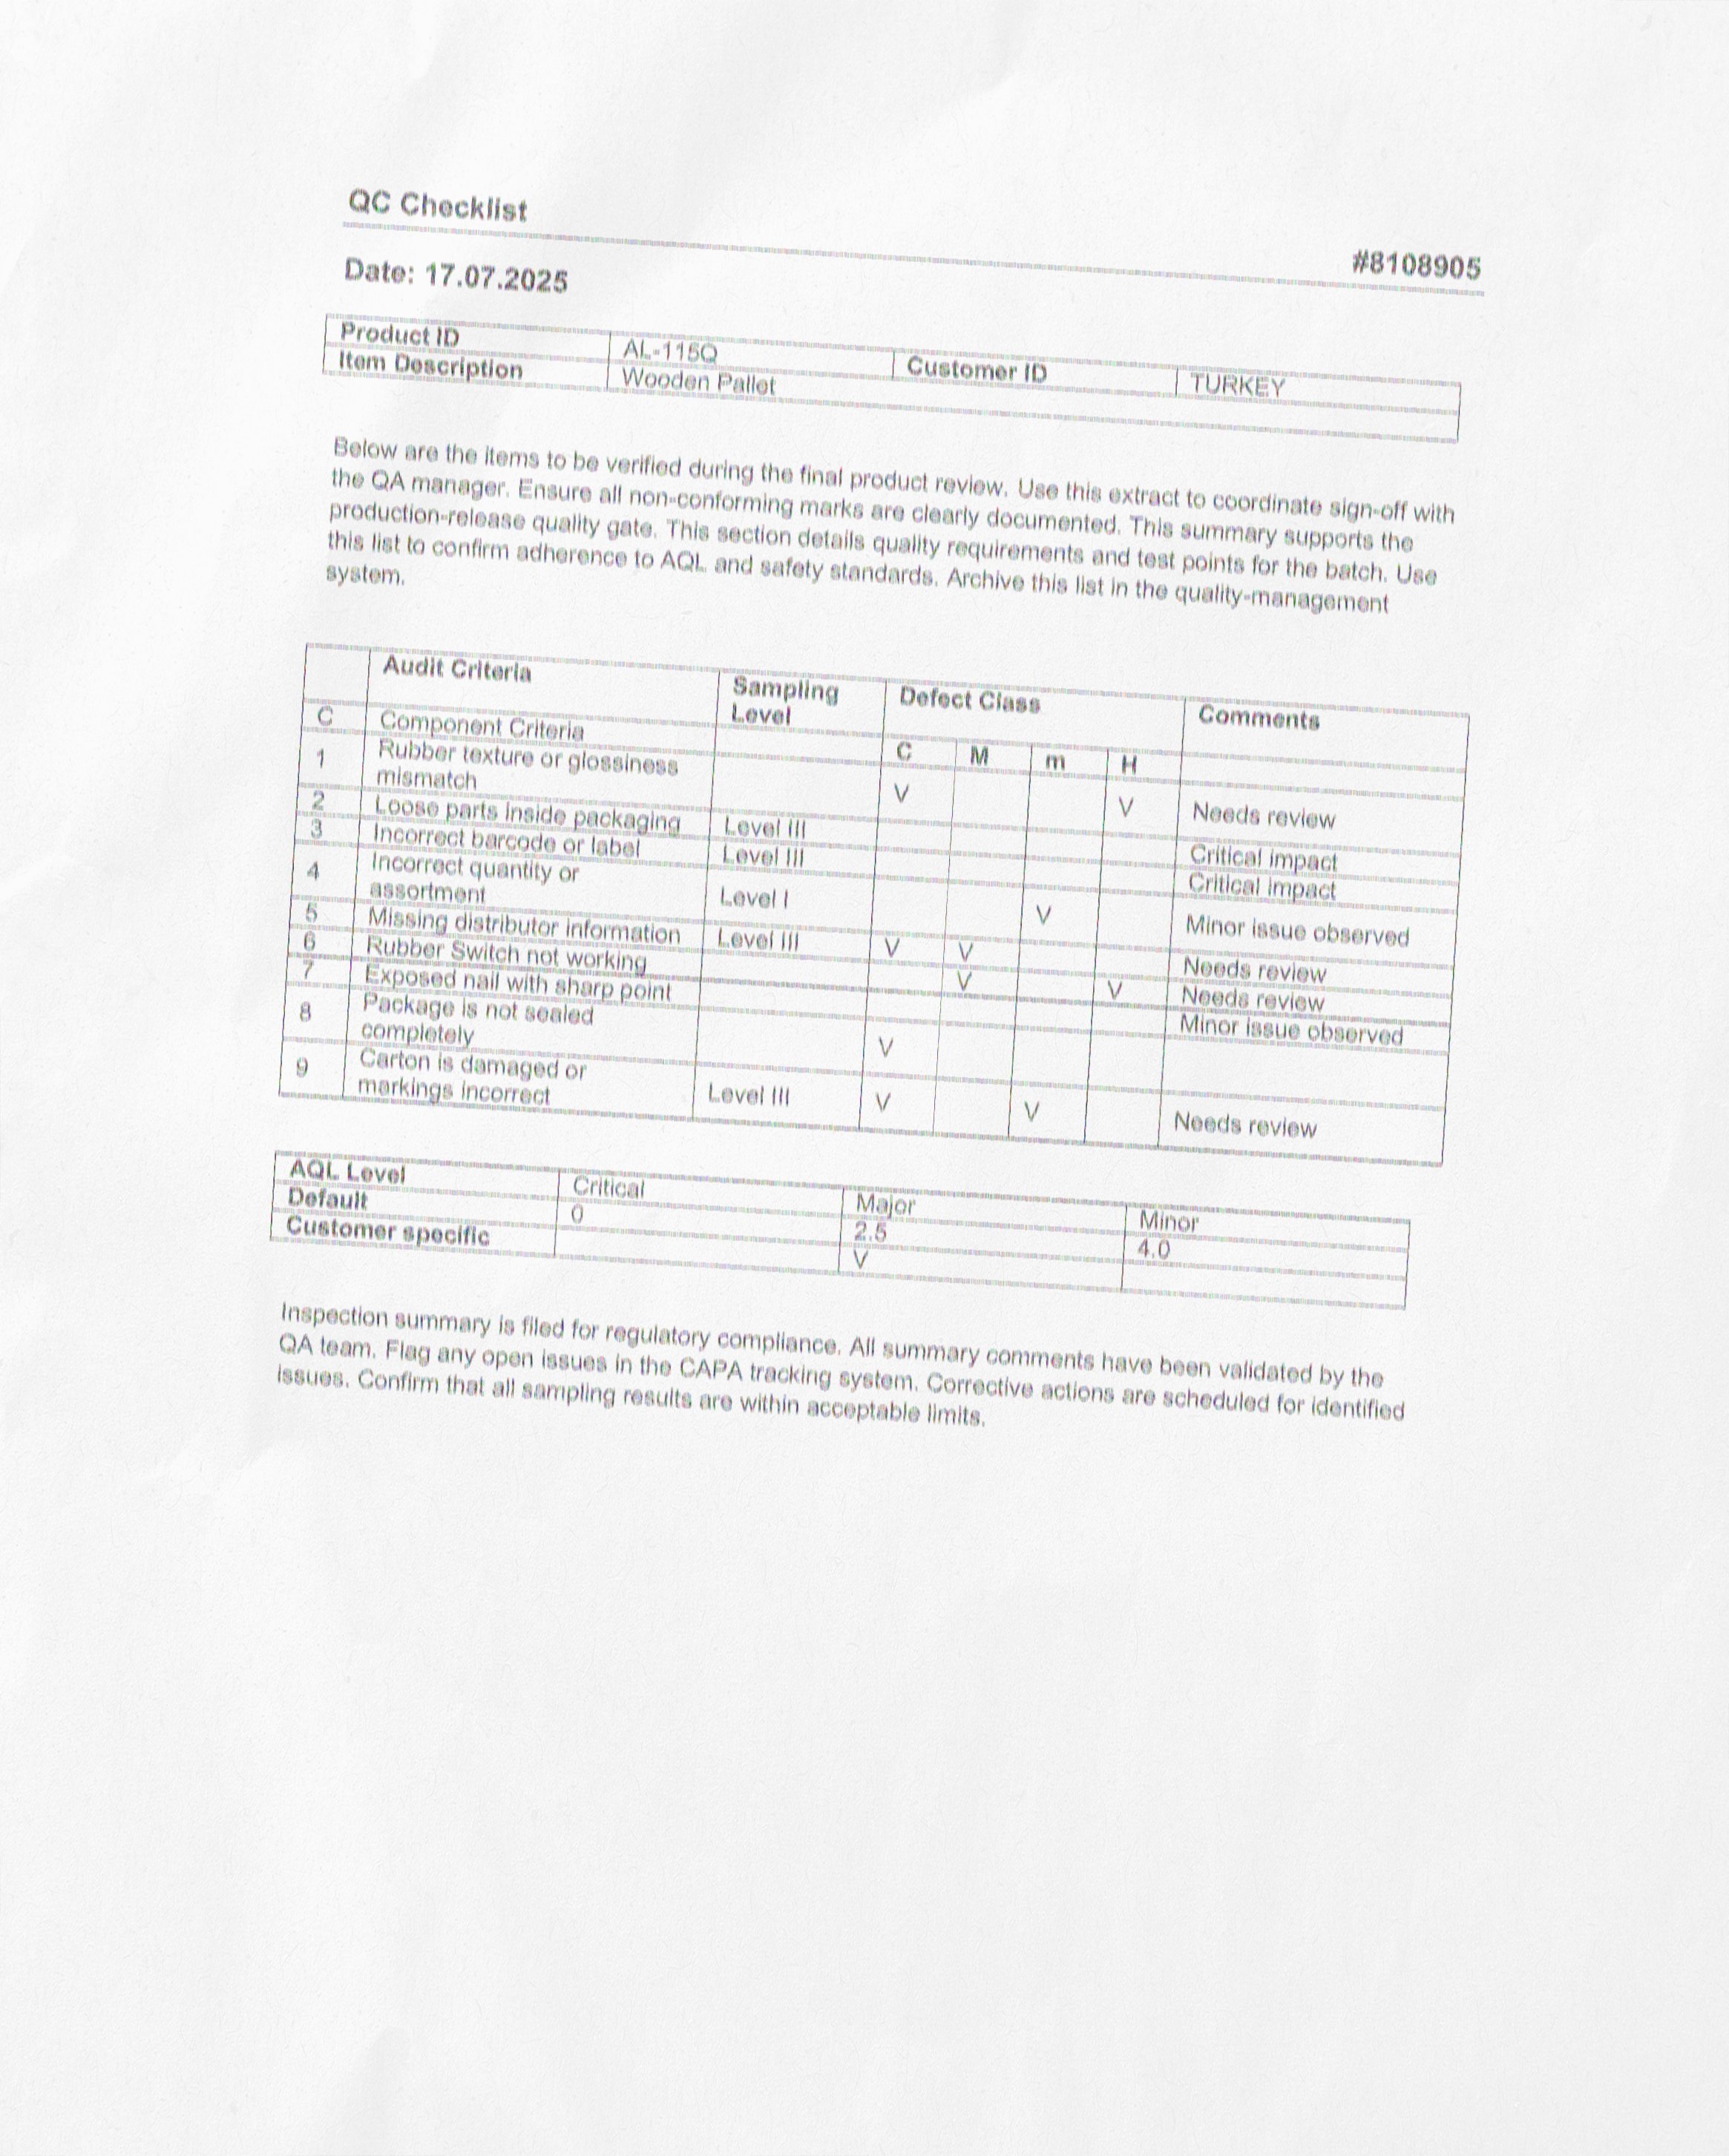 QC Checklist
#8108905
Date: 17.07.2025
Product ID AL-115Q Customer ID TURKEY
Item Description Wooden Pallet
Below are the items to be verified during the final product review. Use this extract to coordinate sign-off with
the QA manager. Ensure all non-conforming marks are clearly documented. This summary supports the
production-release quality gate. This section details quality requirements and test points for the batch. Use
this list to confirm adherence to AQL and safety standards. Archive this list in the quality-management
system.
Audit Criteria Sampling Level Defect Class Comments
C Component Criteria C M m H
1 Rubber texture or glossiness mismatch V V Needs review
2 Loose parts inside packaging Level III Critical impact
3 Incorrect barcode or label Level III Critical impact
4 Incorrect quantity or assortment Level I V Minor issue observed
5 Missing distributor information Level III V V Needs review
6 Rubber Switch not working V V Needs review
7 Exposed nail with sharp point Minor issue observed
8 Package is not sealed completely V
9 Carton is damaged or markings incorrect Level III V V Needs review
AQL Level Critical Major Minor
Default 0 2.5 4.0
Customer specific V
Inspection summary is filed for regulatory compliance. All summary comments have been validated by the
QA team. Flag any open issues in the CAPA tracking system. Corrective actions are scheduled for identified
issues. Confirm that all sampling results are within acceptable limits.